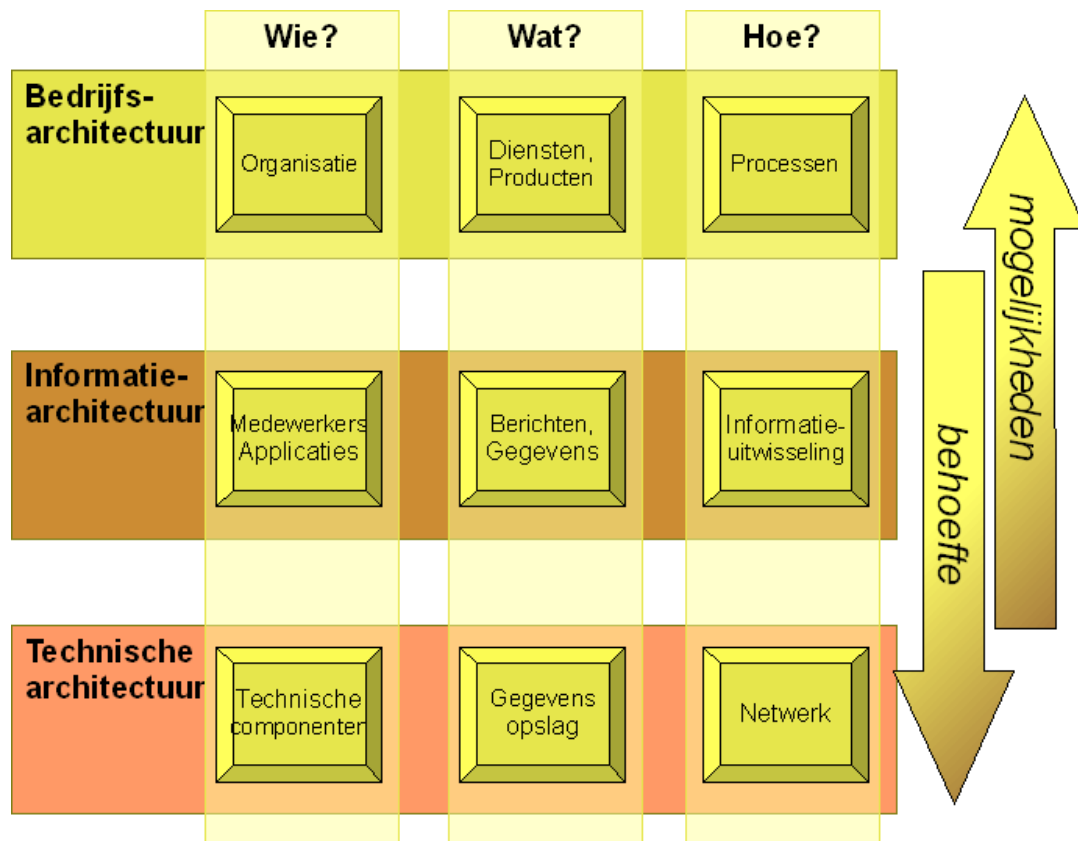 Wie?
Wat?
Hoe?
Bedrijfs-
architectuur
Organisatie
Diensten,
Producten
Processen
Informatie-
architectuur
Medewerkers
Applicaties
Berichten,
Gegevens
Informatie-
uitwisseling
Technische
architectuur
Technische
componenten
Gegevens
opslag
Netwerk
behoefte
mogelijkheden